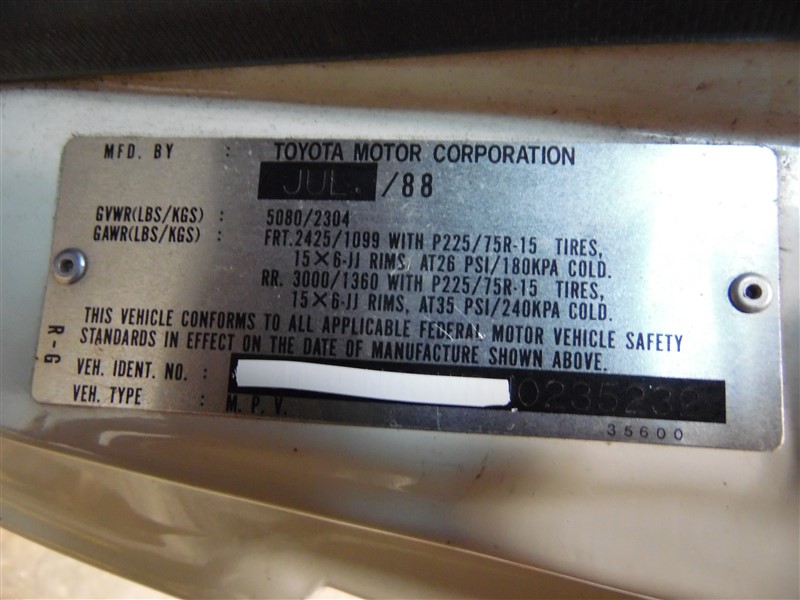 MFD. BY : TOYOTA MOTOR CORPORATION
JUL. /88
GVWR(LBS/KGS) : 5080/2304
GAWR(LBS/KGS) : FRT.2425/1099 WITH P225/75R-15 TIRES,
15×6-JJ RIMS, AT26 PSI/180KPA COLD.
RR. 3000/1360 WITH P225/75R-15 TIRES,
15×6-JJ RIMS, AT35 PSI/240KPA COLD.
THIS VEHICLE CONFORMS TO ALL APPLICABLE FEDERAL MOTOR VEHICLE SAFETY
STANDARDS IN EFFECT ON THE DATE OF MANUFACTURE SHOWN ABOVE.
R-G
VEH. IDENT. NO. : 0235232
VEH. TYPE : M. P. V.
35600